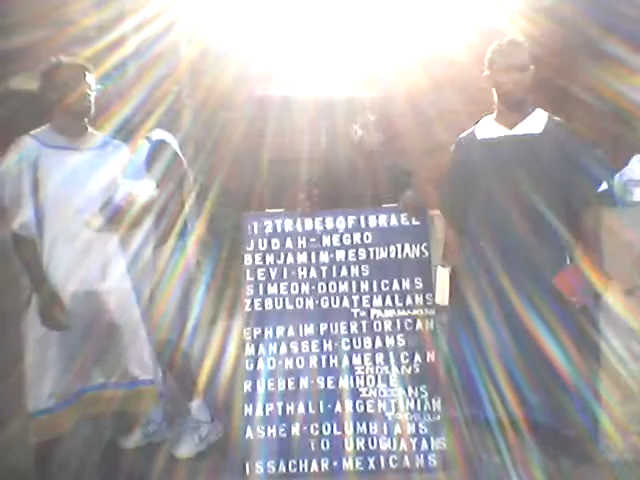 12 TRIBES OF ISRAEL
JUDAH-NEGRO
BENJAMIN-WESTINDIANS
LEVI-HATIANS
SIMEON-DOMINICANS
ZEBULON-GUATEMALANS
TO PANAMANIANS
EPHRAIM PUERTORICAN
MANASSEH-CUBANS
GAD-NORTHAMERICAN
INDIANS
RUEBEN-SEMINOLE
INDIANS
NAPTHALI-ARGENTINIAN
ASHER-COLUMBIANS
TO URUGUAYANS
ISSACHAR-MEXICANS